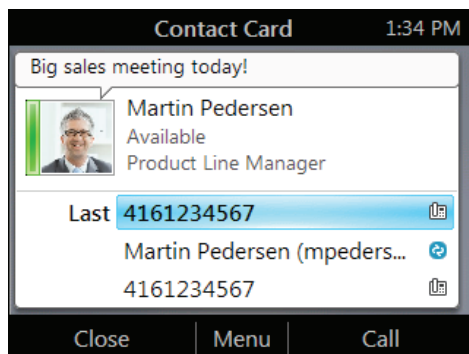 Contact Card 1:34 PM
Big sales meeting today!
Martin Pedersen
Available
Product Line Manager
Last 4161234567
Martin Pedersen (mpeders...
4161234567
Close Menu Call